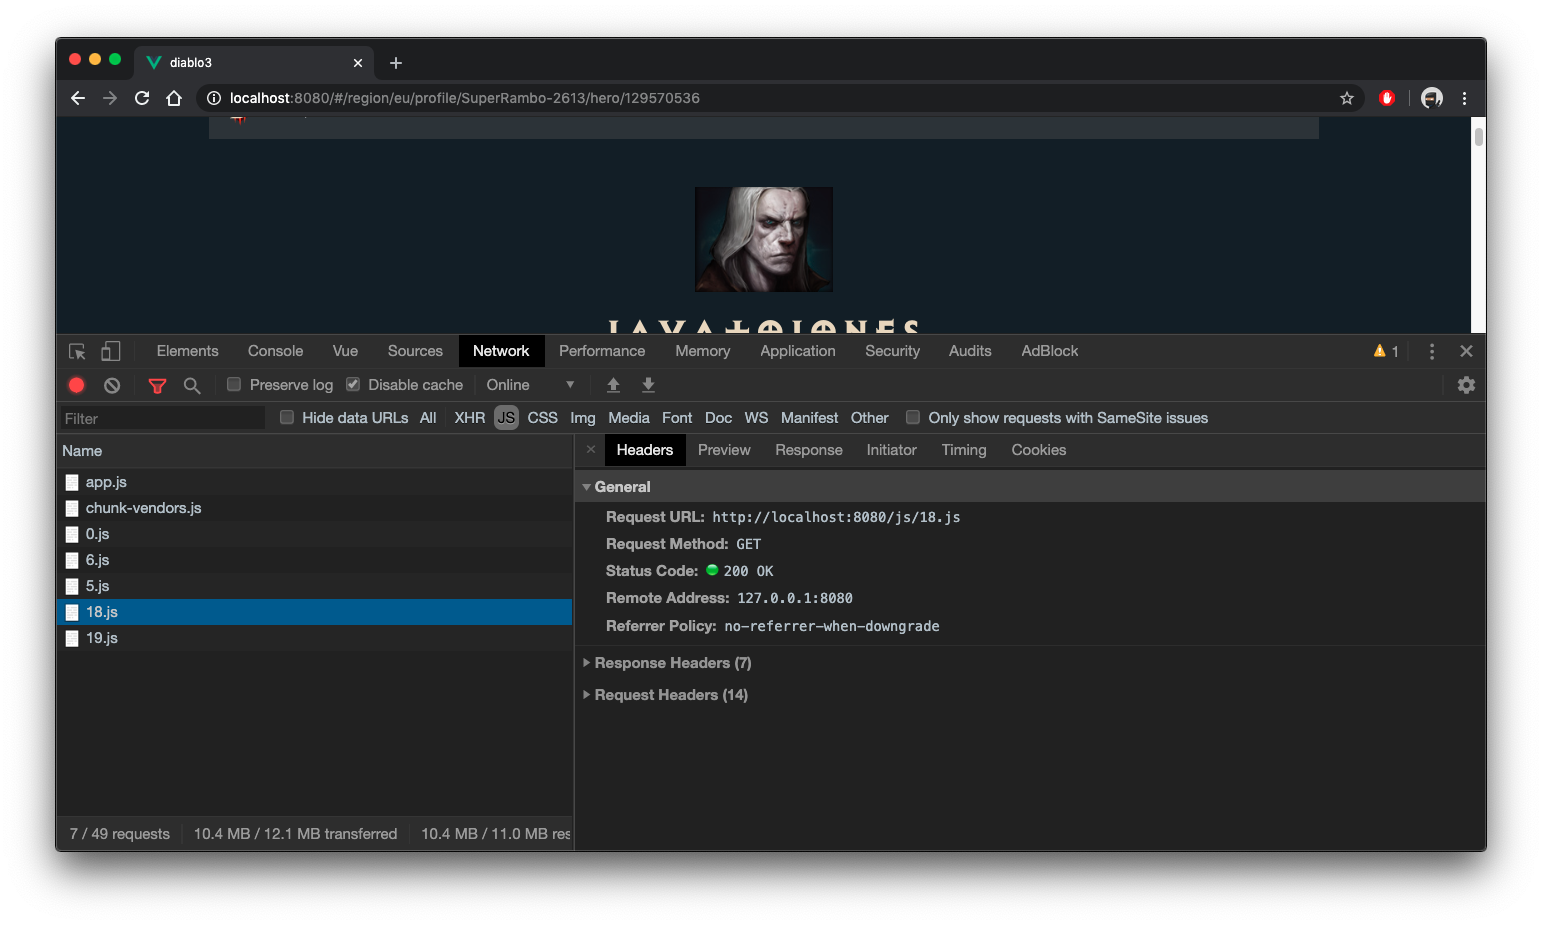 diablo3
localhost:8080/#/region/eu/profile/SuperRambo-2613/hero/129570536
Elements Console Vue Sources Network Performance Memory Application Security Audits AdBlock 1
Preserve log Disable cache Online
Filter Hide data URLs All XHR JS CSS Img Media Font Doc WS Manifest Other Only show requests with SameSite issues
Name
app.js
chunk-vendors.js
0.js
6.js
5.js
18.js
19.js
7 / 49 requests 10.4 MB / 12.1 MB transferred 10.4 MB / 11.0 MB res
Headers Preview Response Initiator Timing Cookies
General
Request URL: http://localhost:8080/js/18.js
Request Method: GET
Status Code: 200 OK
Remote Address: 127.0.0.1:8080
Referrer Policy: no-referrer-when-downgrade
Response Headers (7)
Request Headers (14)